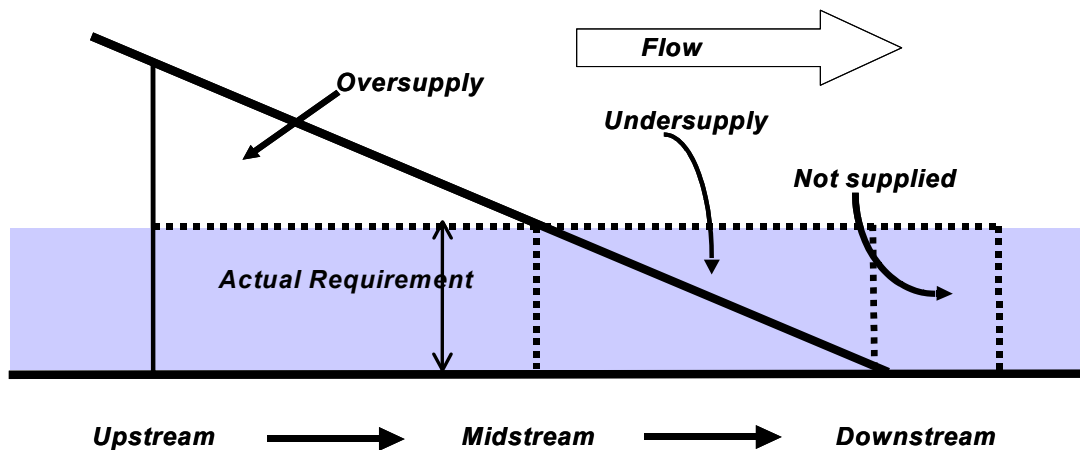 Flow
Oversupply
Undersupply
Not supplied
Actual Requirement
Upstream
Midstream
Downstream